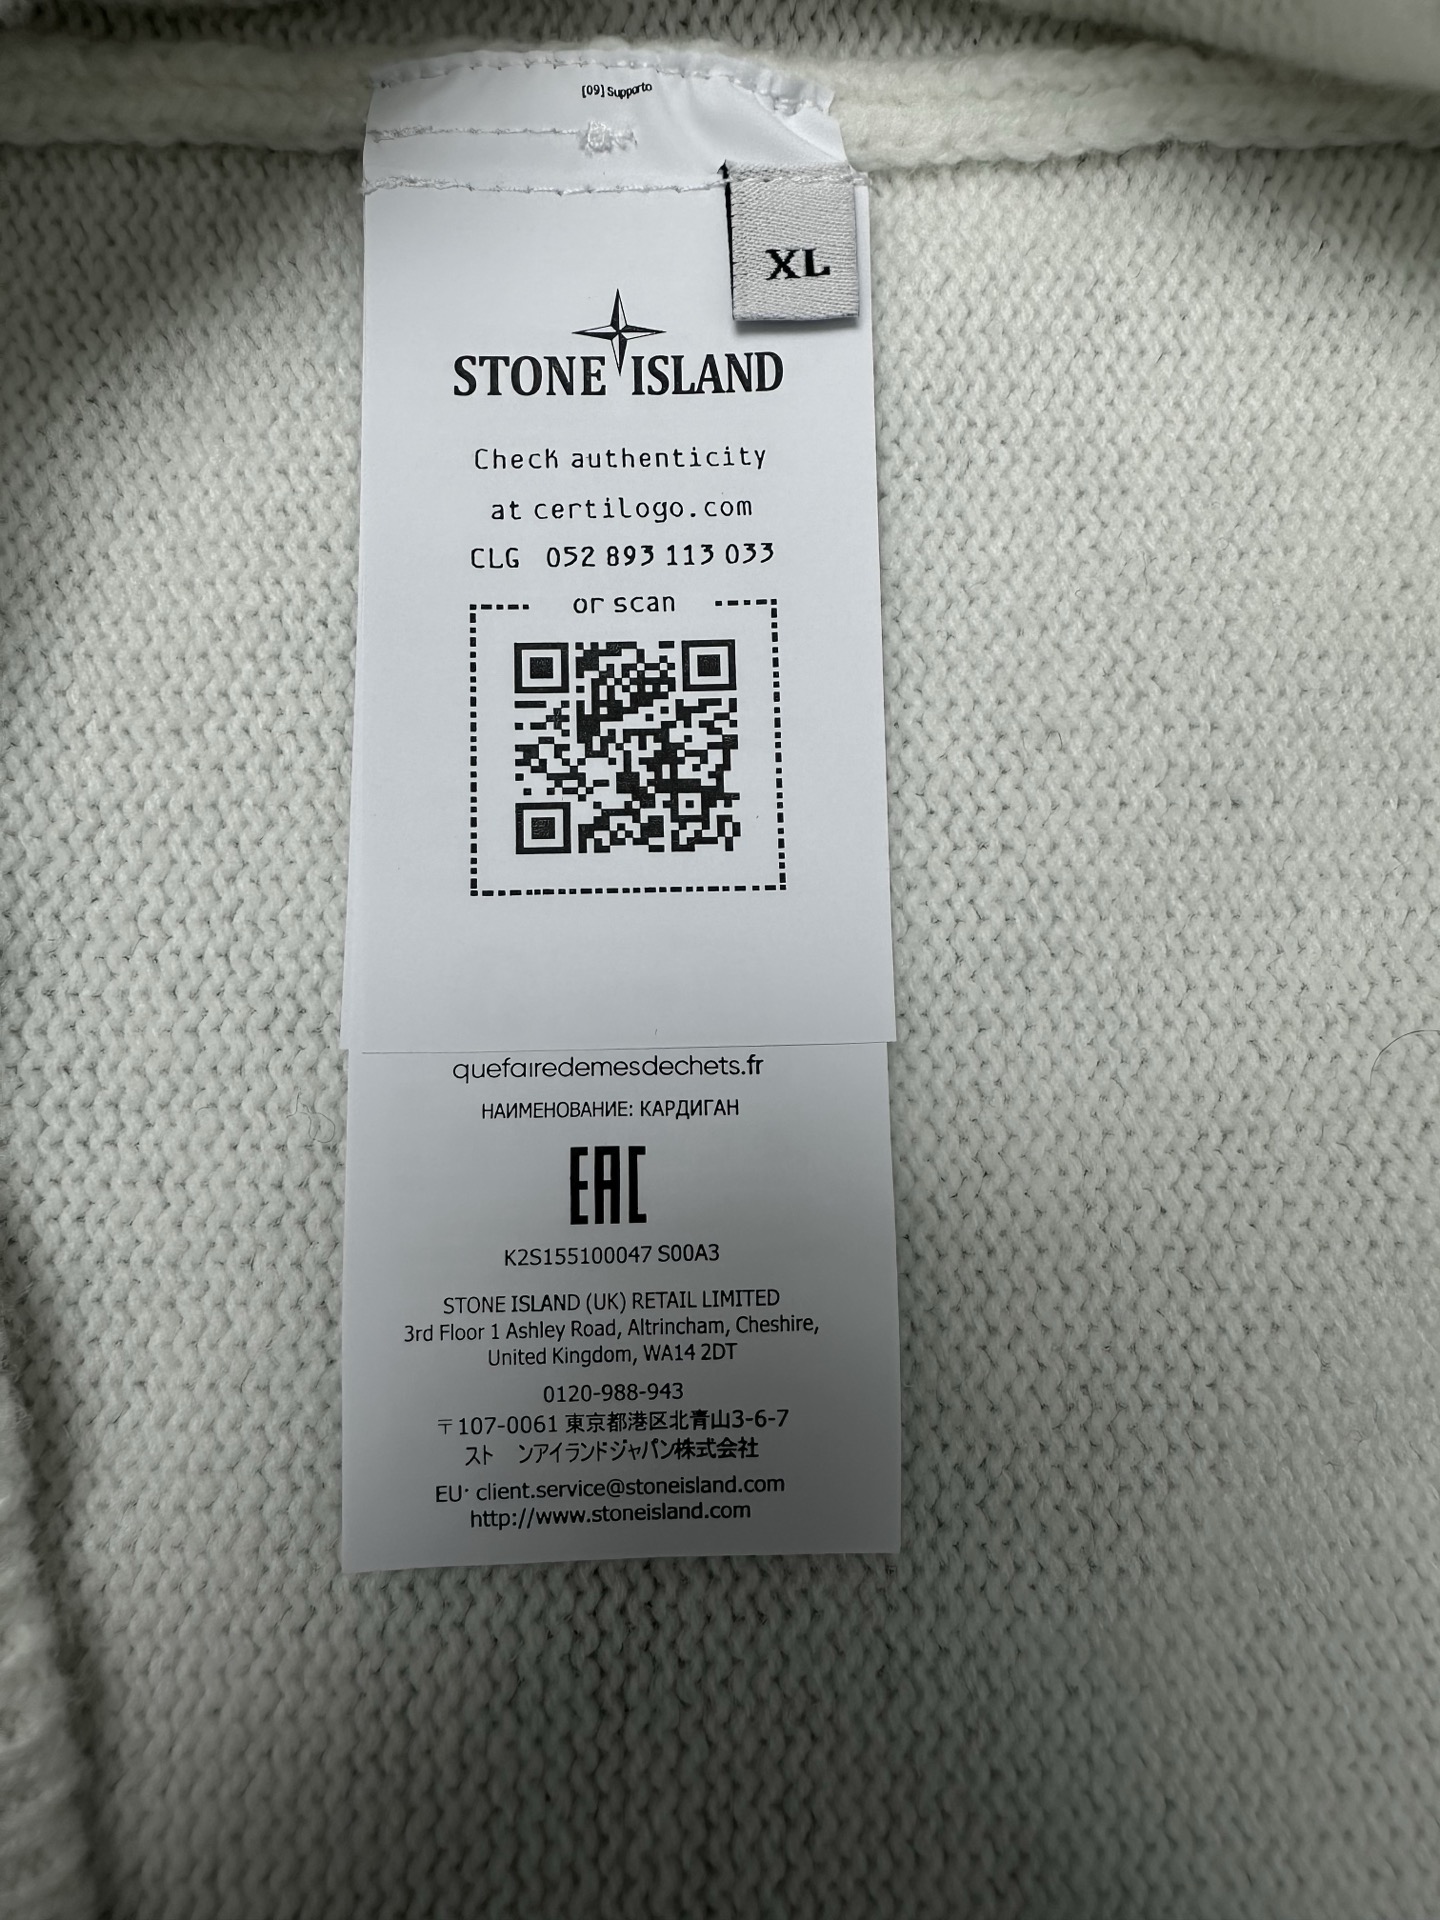 [09] Supporto
XL
STONE ISLAND
Check authenticity
at certilogo.com
CLG 052 893 113 033
or scan
quefairedemesdechets.fr
НАИМЕНОВАНИЕ: КАРДИГАН
EAC
K2S155100047 S00A3
STONE ISLAND (UK) RETAIL LIMITED
3rd Floor 1 Ashley Road, Altrincham, Cheshire,
United Kingdom, WA14 2DT
0120-988-943
〒107-0061 東京都港区北青山3-6-7
スト ンアイランドジャパン株式会社
EU· client.service@stoneisland.com
http://www.stoneisland.com